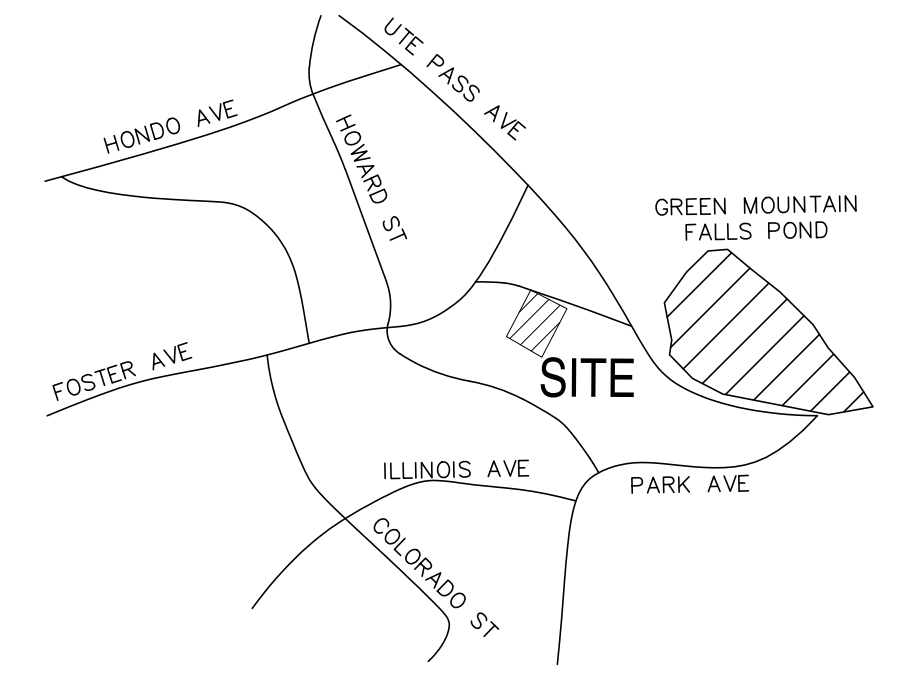 UTE PASS AVE
HONDO AVE
HOWARD ST
GREEN MOUNTAIN
FALLS POND
FOSTER AVE
SITE
ILLINOIS AVE
PARK AVE
COLORADO ST